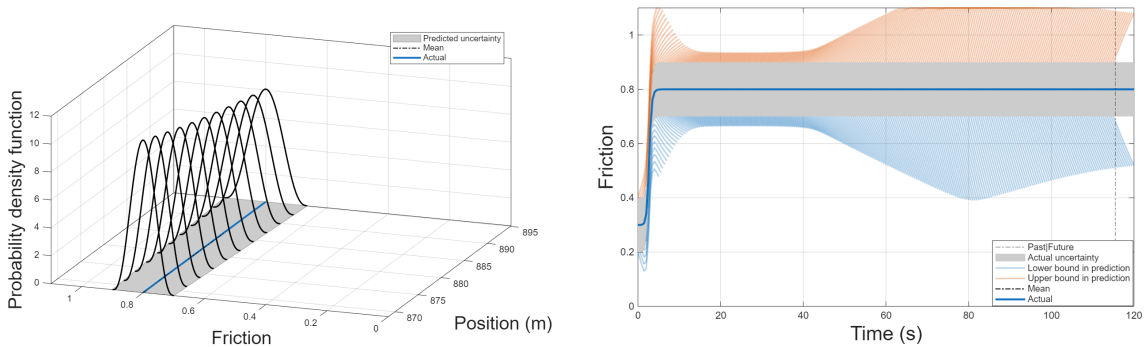 Predicted uncertainty
Mean
Actual
Probability density function
12
10
8
6
4
2
0
1
0.8
0.6
0.4
0.2
0
Friction
870
875
880
885
890
895
Position (m)
1
0.8
0.6
0.4
0.2
0
Friction
Past|Future
Actual uncertainty
Lower bound in prediction
Upper bound in prediction
Mean
Actual
0
20
40
60
80
100
120
Time (s)